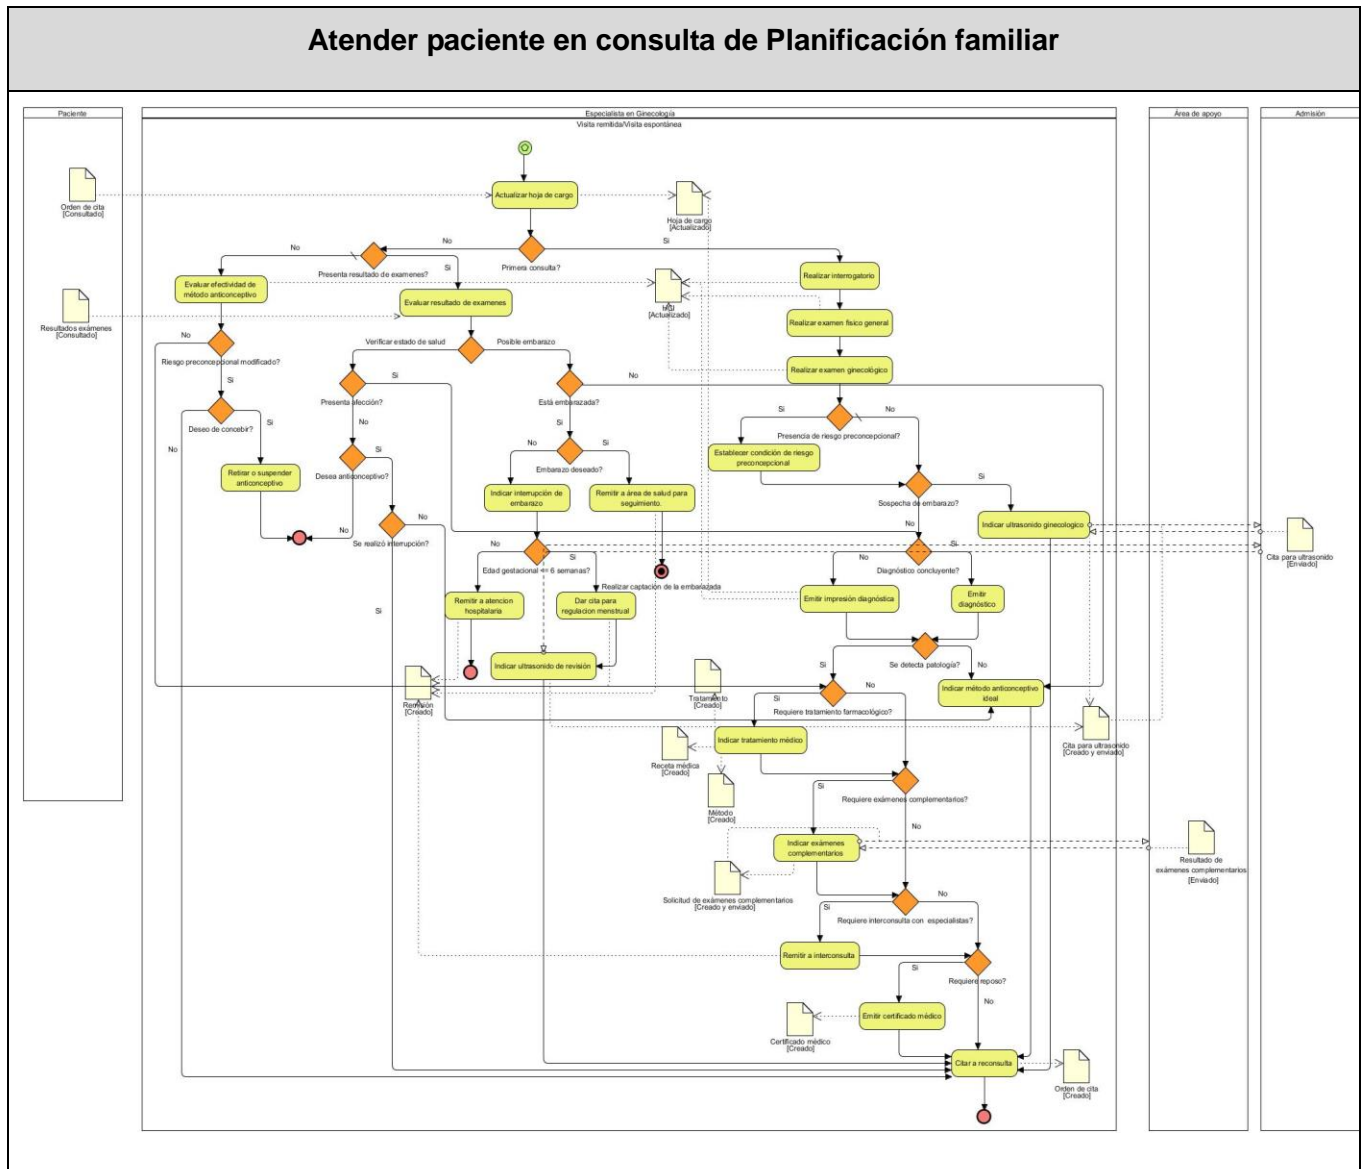 Atender paciente en consulta de Planificación familiar
Paciente
Especialista en Ginecología
Área de apoyo
Admisión
Visita remitida/Visita espontánea
Actualizar hoja de cargo
Orden de cita
[Consultado]
Hoja de cargo
[Actualizado]
No
Si
Primera consulta?
No
Presenta resultado de examenes?
Si
Realizar interrogatorio
Evaluar efectividad de
método anticonceptivo
Evaluar resultado de examenes
[Actualizado]
Realizar examen fisico general
Resultados exámenes
[Consultado]
No
Riesgo preconcepcional modificado?
Si
Verificar estado de salud
Posible embarazo
Realizar examen ginecológico
Presenta afección?
Si
No
Está embarazada?
No
Si
Deseo de concebir?
Si
No
Si
No
Presencia de riesgo preconcepcional?
Retirar o suspender
anticonceptivo
Desea anticonceptivo?
Si
No
No
Si
Embarazo deseado?
Establecer condición de riesgo
preconcepcional
Sospecha de embarazo?
Si
No
Indicar interrupción de
embarazo
Remitir a área de salud para
seguimiento.
Indicar ultrasonido ginecologico
Se realizó interrupción?
No
Si
Cita para ultrasonido
[Enviado]
No
Si
Edad gestacional <= 6 semanas?
Realizar captación de la embarazada
No
Si
Diagnóstico concluyente?
Remitir a atencion
hospitalaria
Dar cita para
regulacion menstrual
Emitir impresión diagnóstica
Emitir
diagnóstico
Indicar ultrasonido de revisión
Si
Se detecta patología?
No
Remisión
[Creado]
Tratamiento
[Creado]
Si
No
Requiere tratamiento farmacológico?
Indicar método anticonceptivo
ideal
Indicar tratamiento médico
Receta médica
[Creado]
Cita para ultrasonido
[Creado y enviado]
Método
[Creado]
Si
Requiere exámenes complementarios?
No
Indicar exámenes
complementarios
Resultado de
exámenes complementarios
[Enviado]
Solicitud de exámenes complementarios
[Creado y enviado]
No
Si
Requiere interconsulta con especialistas?
Remitir a interconsulta
Si
Requiere reposo?
No
Emitir certificado médico
Certificado médico
[Creado]
Citar a reconsulta
Orden de cita
[Creado]